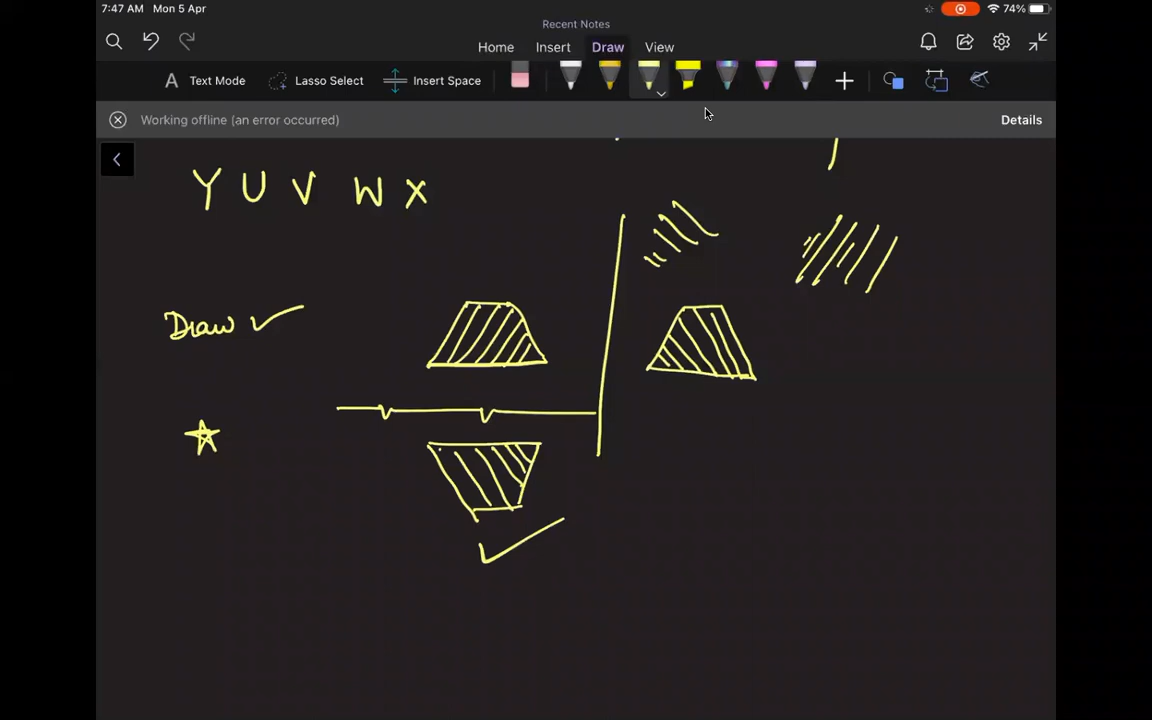 7:47 AM Mon 5 Apr
74%
Recent Notes
Home Insert Draw View
Text Mode Lasso Select Insert Space
Working offline (an error occurred) Details
Y U V W X
Draw